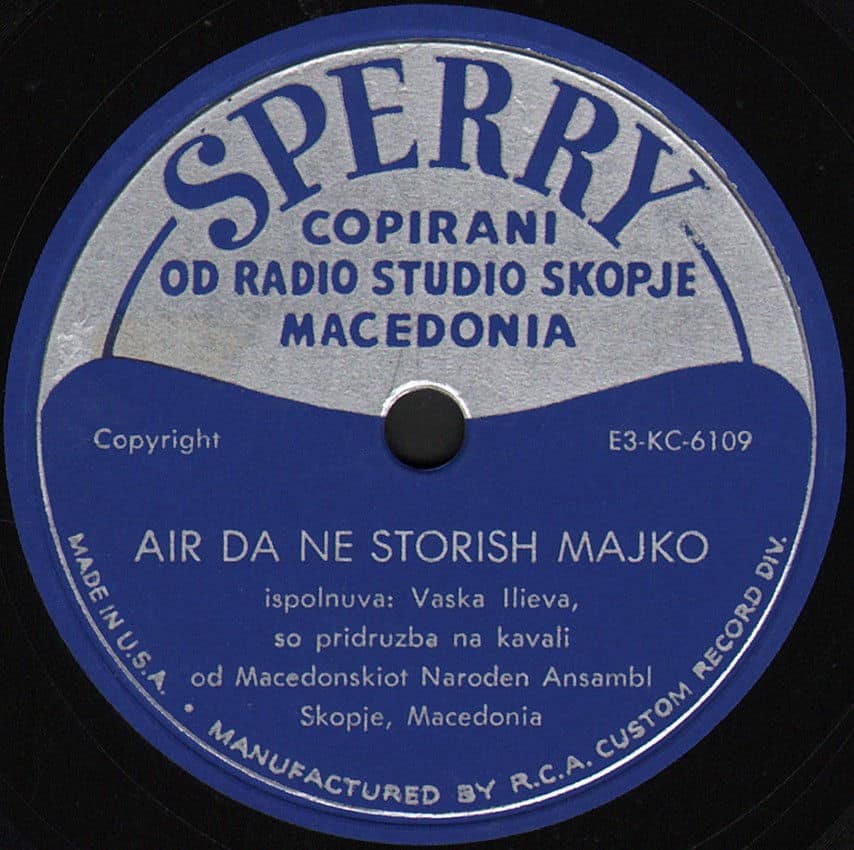 SPERRY
COPIRANI
OD RADIO STUDIO SKOPJE
MACEDONIA
Copyright
E3-KC-6109
AIR DA NE STORISH MAJKO
ispolnuva: Vaska Ilieva,
so pridruzba na kavali
od Macedonskiot Naroden Ansambl
Skopje, Macedonia
MADE IN U.S.A. • MANUFACTURED BY R.C.A. CUSTOM RECORD DIV.